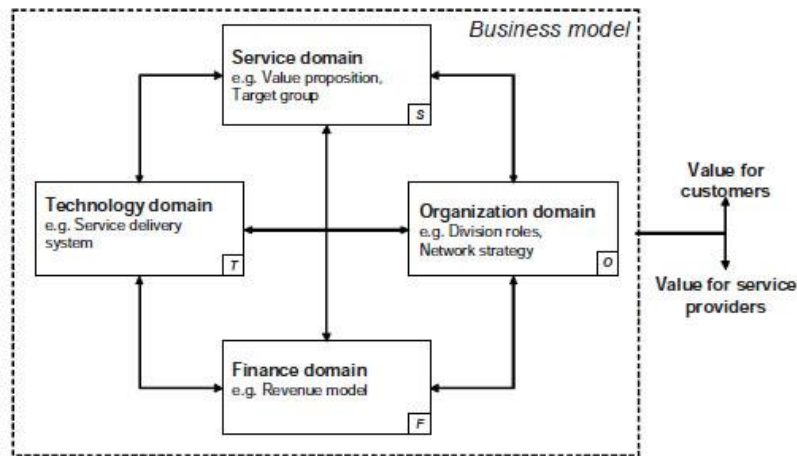 Business model
Service domain
e.g. Value proposition,
Target group
S
Technology domain
e.g. Service delivery
system
T
Organization domain
e.g. Division roles,
Network strategy
O
Value for
customers
Value for service
providers
Finance domain
e.g. Revenue model
F